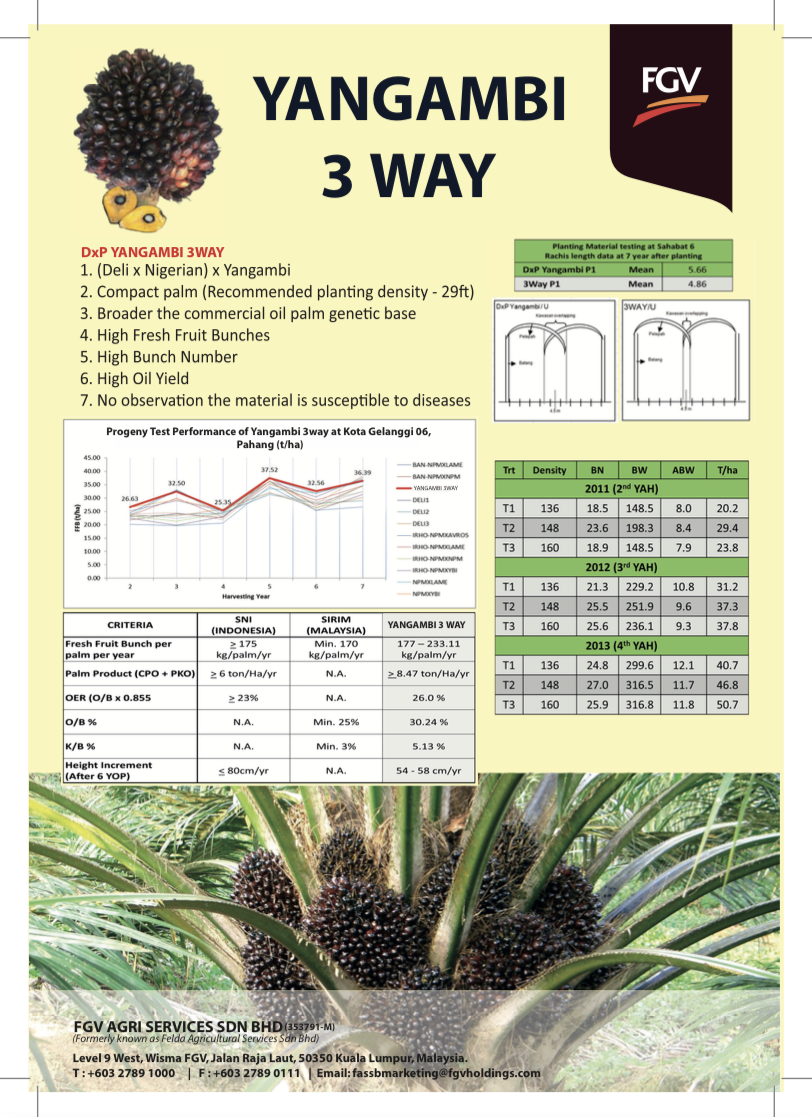 YANGAMBI
3 WAY
FGV
DxP YANGAMBI 3WAY
1. (Deli x Nigerian) x Yangambi
2. Compact palm (Recommended planting density - 29ft)
3. Broader the commercial oil palm genetic base
4. High Fresh Fruit Bunches
5. High Bunch Number
6. High Oil Yield
7. No observation the material is susceptible to diseases
Planting Material testing at Sahabat 6
Rachis length data at 7 year after planting
DxP Yangambi P1 Mean 5.66
3Way P1 Mean 4.86
DxP Yangambi/U
Kawasan overlapping
Pelepah
Batang
4.5 m
3WAY/U
Kawasan overlapping
Pelepah
Batang
4.5 m
Progeny Test Performance of Yangambi 3way at Kota Gelanggi 06,
Pahang (t/ha)
FFB (t/ha)
45.00
40.00
35.00
30.00
25.00
20.00
15.00
10.00
5.00
0.00
26.63
32.50
25.35
37.52
32.56
36.39
2 3 4 5 6 7
Harvesting Year
BAN-NPMXLAME
BAN-NPMXNPM
YANGAMBI 3WAY
DELI1
DELI2
DELI3
IRHO-NPMXAVROS
IRHO-NPMXLAME
IRHO-NPMXNPM
IRHO-NPMXYBI
NPMXLAME
NPMXYBI
Trt Density BN BW ABW T/ha
2011 (2nd YAH)
T1 136 18.5 148.5 8.0 20.2
T2 148 23.6 198.3 8.4 29.4
T3 160 18.9 148.5 7.9 23.8
2012 (3rd YAH)
T1 136 21.3 229.2 10.8 31.2
T2 148 25.5 251.9 9.6 37.3
T3 160 25.6 236.1 9.3 37.8
2013 (4th YAH)
T1 136 24.8 299.6 12.1 40.7
T2 148 27.0 316.5 11.7 46.8
T3 160 25.9 316.8 11.8 50.7
CRITERIA SNI (INDONESIA) SIRIM (MALAYSIA) YANGAMBI 3 WAY
Fresh Fruit Bunch per palm per year ≥ 175 kg/palm/yr Min. 170 kg/palm/yr 177 – 233.11 kg/palm/yr
Palm Product (CPO + PKO) ≥ 6 ton/Ha/yr N.A. ≥8.47 ton/Ha/yr
OER (O/B x 0.855 ≥ 23% N.A. 26.0 %
O/B % N.A. Min. 25% 30.24 %
K/B % N.A. Min. 3% 5.13 %
Height Increment (After 6 YOP) ≤ 80cm/yr N.A. 54 - 58 cm/yr
FGV AGRI SERVICES SDN BHD (353791-M)
(Formerly known as Felda Agricultural Services Sdn Bhd)
Level 9 West, Wisma FGV, Jalan Raja Laut, 50350 Kuala Lumpur, Malaysia.
T : +603 2789 1000 | F : +603 2789 0111 | Email: fassbmarketing@fgvholdings.com